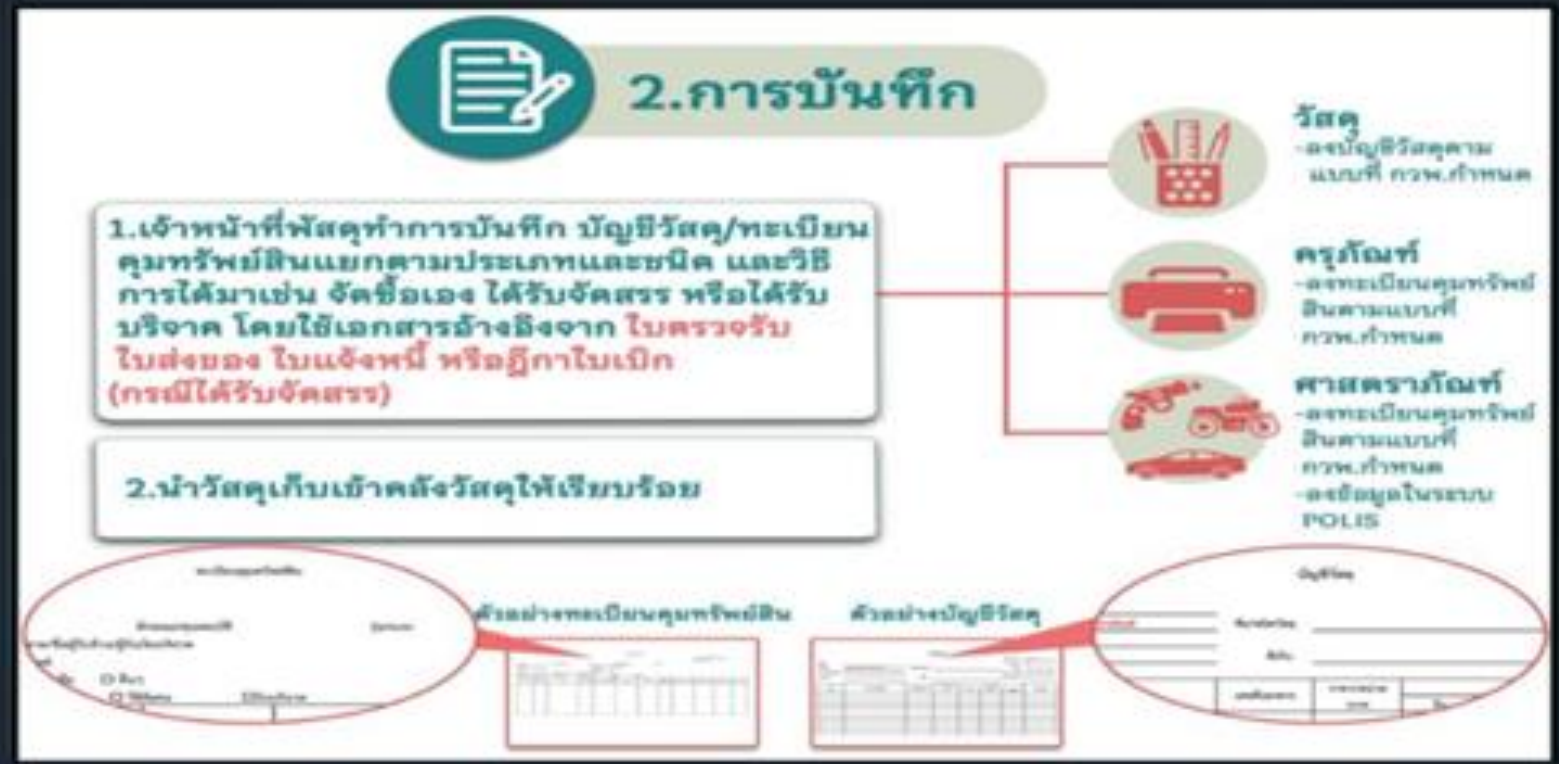 2.การบันทึก
1.เจ้าหน้าที่พัสดุทำการบันทึก บัญชีวัสดุ/ทะเบียน
คุมทรัพย์สินแยกตามประเภทและชนิด และวิธี
การได้มาเช่น จัดซื้อเอง ได้รับจัดสรร หรือได้รับ
บริจาค โดยใช้เอกสารอ้างอิงจาก ใบตรวจรับ
ใบส่งของ ใบแจ้งหนี้ หรือฎีกาใบเบิก
(กรณีได้รับจัดสรร)
2.นำวัสดุเก็บเข้าคลังวัสดุให้เรียบร้อย
วัสดุ
-ลงบัญชีวัสดุตาม
แบบที่ กวพ.กำหนด
ครุภัณฑ์
-ลงทะเบียนคุมทรัพย์
สินตามแบบที่
กวพ.กำหนด
ศาสตราภัณฑ์
-ลงทะเบียนคุมทรัพย์
สินตามแบบที่
กวพ.กำหนด
-ลงข้อมูลในระบบ
POLIS
ตัวอย่างทะเบียนคุมทรัพย์สิน
ตัวอย่างบัญชีวัสดุ
ทะเบียนคุมทรัพย์สิน
บัญชีวัสดุ